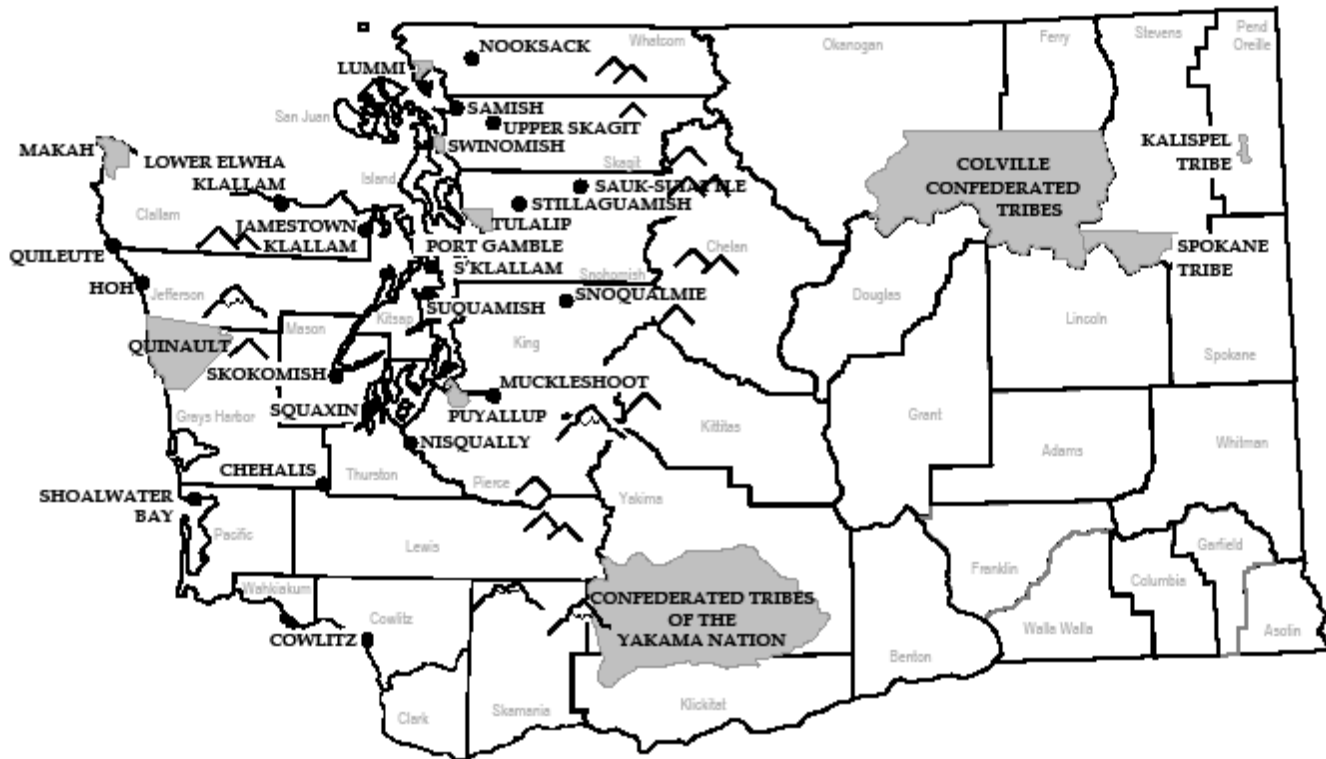 NOOKSACK
Whatcom
Okanogan
Ferry
Stevens
Pend
Oreille
LUMMI
San Juan
SAMISH
UPPER SKAGIT
SWINOMISH
Skagit
MAKAH
LOWER ELWHA
KLALLAM
Island
KALISPEL
TRIBE
COLVILLE
CONFEDERATED
TRIBES
SAUK-SUIATTLE
STILLAGUAMISH
Clallam
TULALIP
JAMESTOWN
KLALLAM
QUILEUTE
PORT GAMBLE
S'KLALLAM
Chelan
SPOKANE
TRIBE
Snohomish
HOH
Jefferson
SUQUAMISH
SNOQUALMIE
Douglas
Lincoln
Kitsap
Mason
QUINAULT
King
Spokane
SKOKOMISH
MUCKLESHOOT
SQUAXIN
PUYALLUP
Grays Harbor
Kittitas
Grant
NISQUALLY
Adams
Whitman
CHEHALIS
Thurston
Pierce
Yakima
SHOALWATER
BAY
Pacific
Lewis
Garfield
Franklin
Columbia
Wahkiakum
CONFEDERATED TRIBES
OF THE
YAKAMA NATION
COWLITZ
Cowlitz
Walla Walla
Asotin
Benton
Clark
Skamania
Klickitat